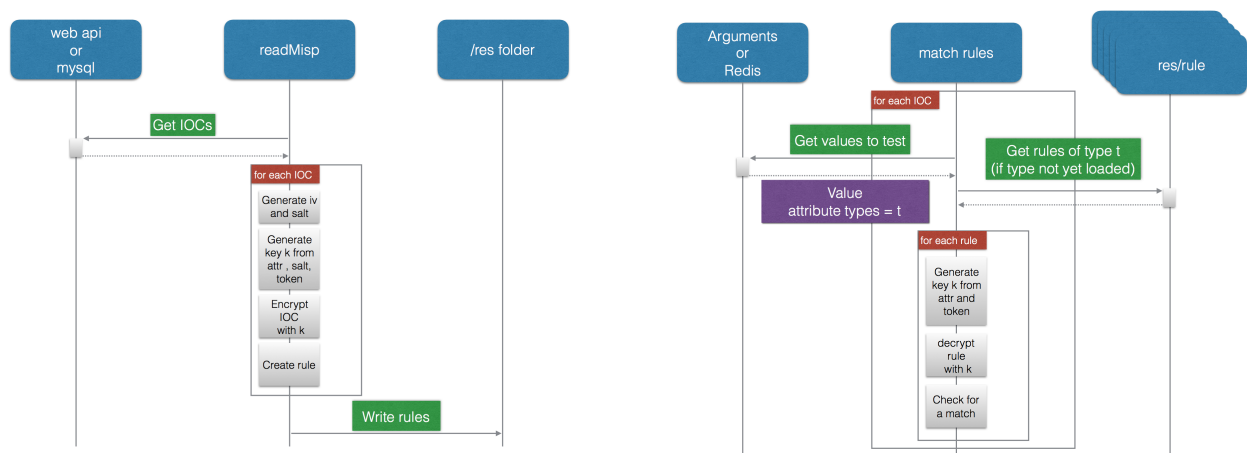 web api
or
mysql
readMisp
/res folder
Get IOCs
for each IOC
Generate iv
and salt
Generate
key k from
attr , salt,
token
Encrypt
IOC
with k
Create rule
Write rules
Arguments
or
Redis
match rules
res/rule
for each IOC
Get values to test
Get rules of type t
(if type not yet loaded)
Value
attribute types = t
for each rule
Generate
key k from
attr and
token
decrypt
rule
with k
Check for
a match